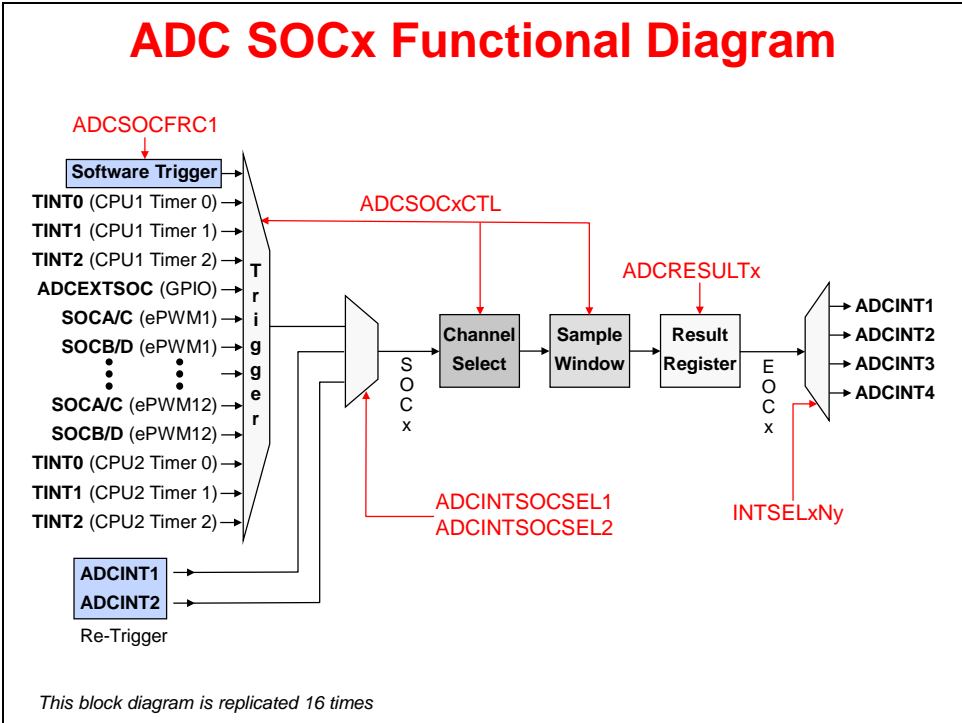 ADC SOCx Functional Diagram
ADCSOCFRC1
Software Trigger
TINT0 (CPU1 Timer 0)
TINT1 (CPU1 Timer 1)
TINT2 (CPU1 Timer 2)
ADCEXTSOC (GPIO)
SOCA/C (ePWM1)
SOCB/D (ePWM1)
SOCA/C (ePWM12)
SOCB/D (ePWM12)
TINT0 (CPU2 Timer 0)
TINT1 (CPU2 Timer 1)
TINT2 (CPU2 Timer 2)
Trigger
ADCINT1
ADCINT2
Re-Trigger
ADCSOCxCTL
SOCx
Channel
Select
Sample
Window
ADCRESULTx
Result
Register
EOCx
ADCINT1
ADCINT2
ADCINT3
ADCINT4
ADCINTSOCSEL1
ADCINTSOCSEL2
INTSELxNy
This block diagram is replicated 16 times